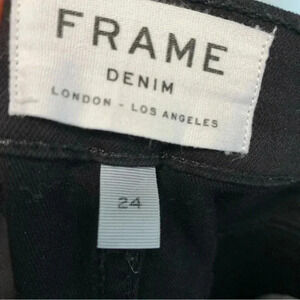 FRAME
DENIM
LONDON - LOS ANGELES
24